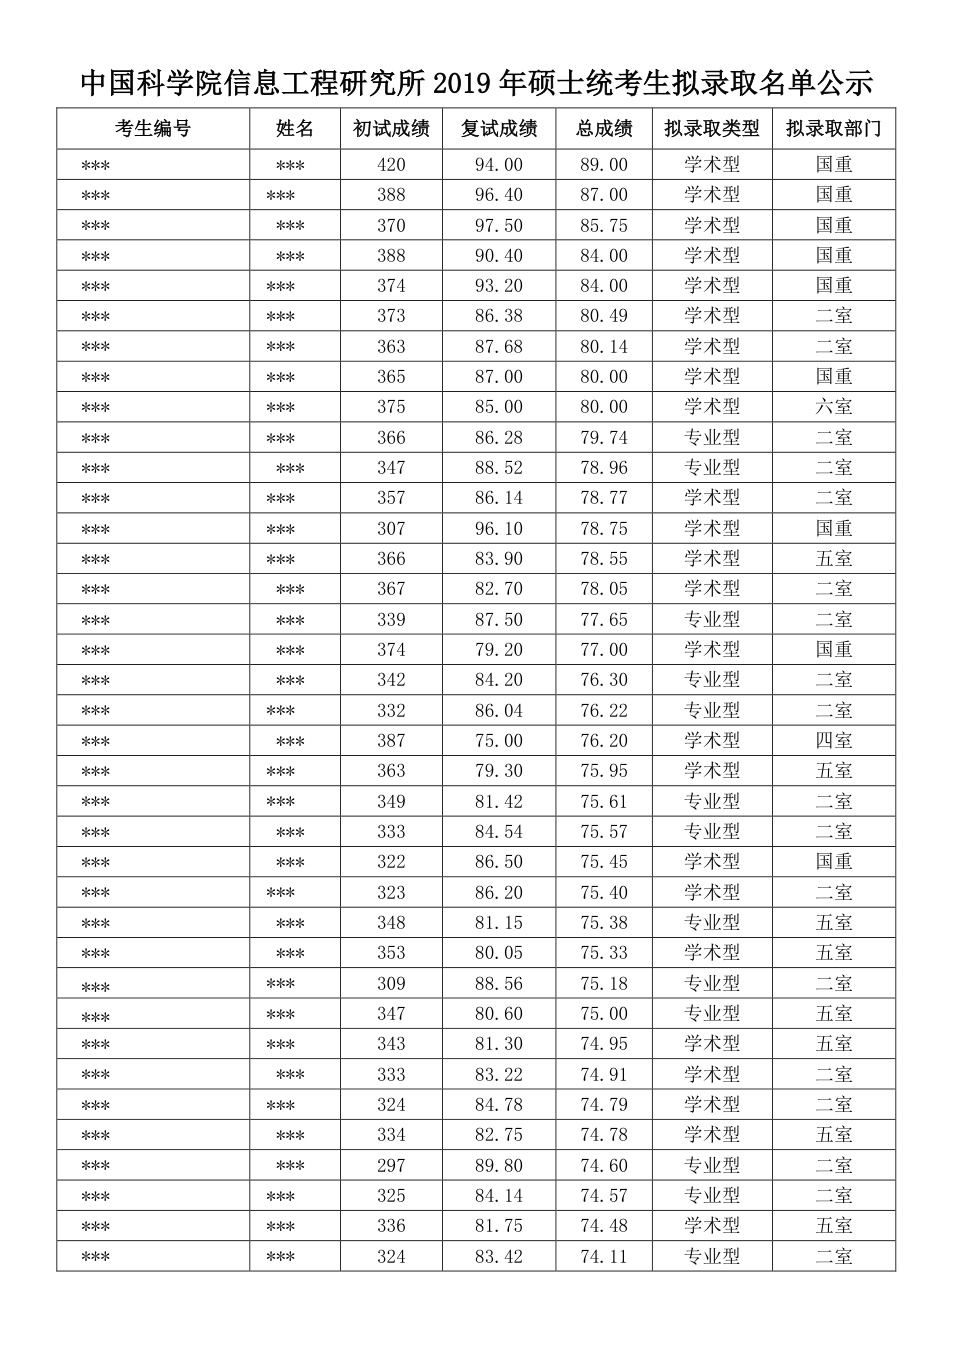 中国科学院信息工程研究所 2019 年硕士统考生拟录取名单公示
考生编号 姓名 初试成绩 复试成绩 总成绩 拟录取类型 拟录取部门
*** *** 420 94.00 89.00 学术型 国重
*** *** 388 96.40 87.00 学术型 国重
*** *** 370 97.50 85.75 学术型 国重
*** *** 388 90.40 84.00 学术型 国重
*** *** 374 93.20 84.00 学术型 国重
*** *** 373 86.38 80.49 学术型 二室
*** *** 363 87.68 80.14 学术型 二室
*** *** 365 87.00 80.00 学术型 国重
*** *** 375 85.00 80.00 学术型 六室
*** *** 366 86.28 79.74 专业型 二室
*** *** 347 88.52 78.96 专业型 二室
*** *** 357 86.14 78.77 学术型 二室
*** *** 307 96.10 78.75 学术型 国重
*** *** 366 83.90 78.55 学术型 五室
*** *** 367 82.70 78.05 学术型 二室
*** *** 339 87.50 77.65 专业型 二室
*** *** 374 79.20 77.00 学术型 国重
*** *** 342 84.20 76.30 专业型 二室
*** *** 332 86.04 76.22 专业型 二室
*** *** 387 75.00 76.20 学术型 四室
*** *** 363 79.30 75.95 学术型 五室
*** *** 349 81.42 75.61 专业型 二室
*** *** 333 84.54 75.57 专业型 二室
*** *** 322 86.50 75.45 学术型 国重
*** *** 323 86.20 75.40 学术型 二室
*** *** 348 81.15 75.38 专业型 五室
*** *** 353 80.05 75.33 学术型 五室
*** *** 309 88.56 75.18 专业型 二室
*** *** 347 80.60 75.00 专业型 五室
*** *** 343 81.30 74.95 学术型 五室
*** *** 333 83.22 74.91 学术型 二室
*** *** 324 84.78 74.79 学术型 二室
*** *** 334 82.75 74.78 学术型 五室
*** *** 297 89.80 74.60 专业型 二室
*** *** 325 84.14 74.57 专业型 二室
*** *** 336 81.75 74.48 学术型 五室
*** *** 324 83.42 74.11 专业型 二室